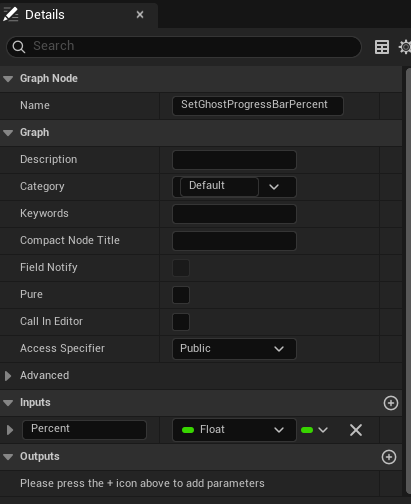 Details
Search
Graph Node
Name SetGhostProgressBarPercent
Graph
Description
Category Default
Keywords
Compact Node Title
Field Notify
Pure
Call In Editor
Access Specifier Public
Advanced
Inputs
Percent Float
Outputs
Please press the + icon above to add parameters